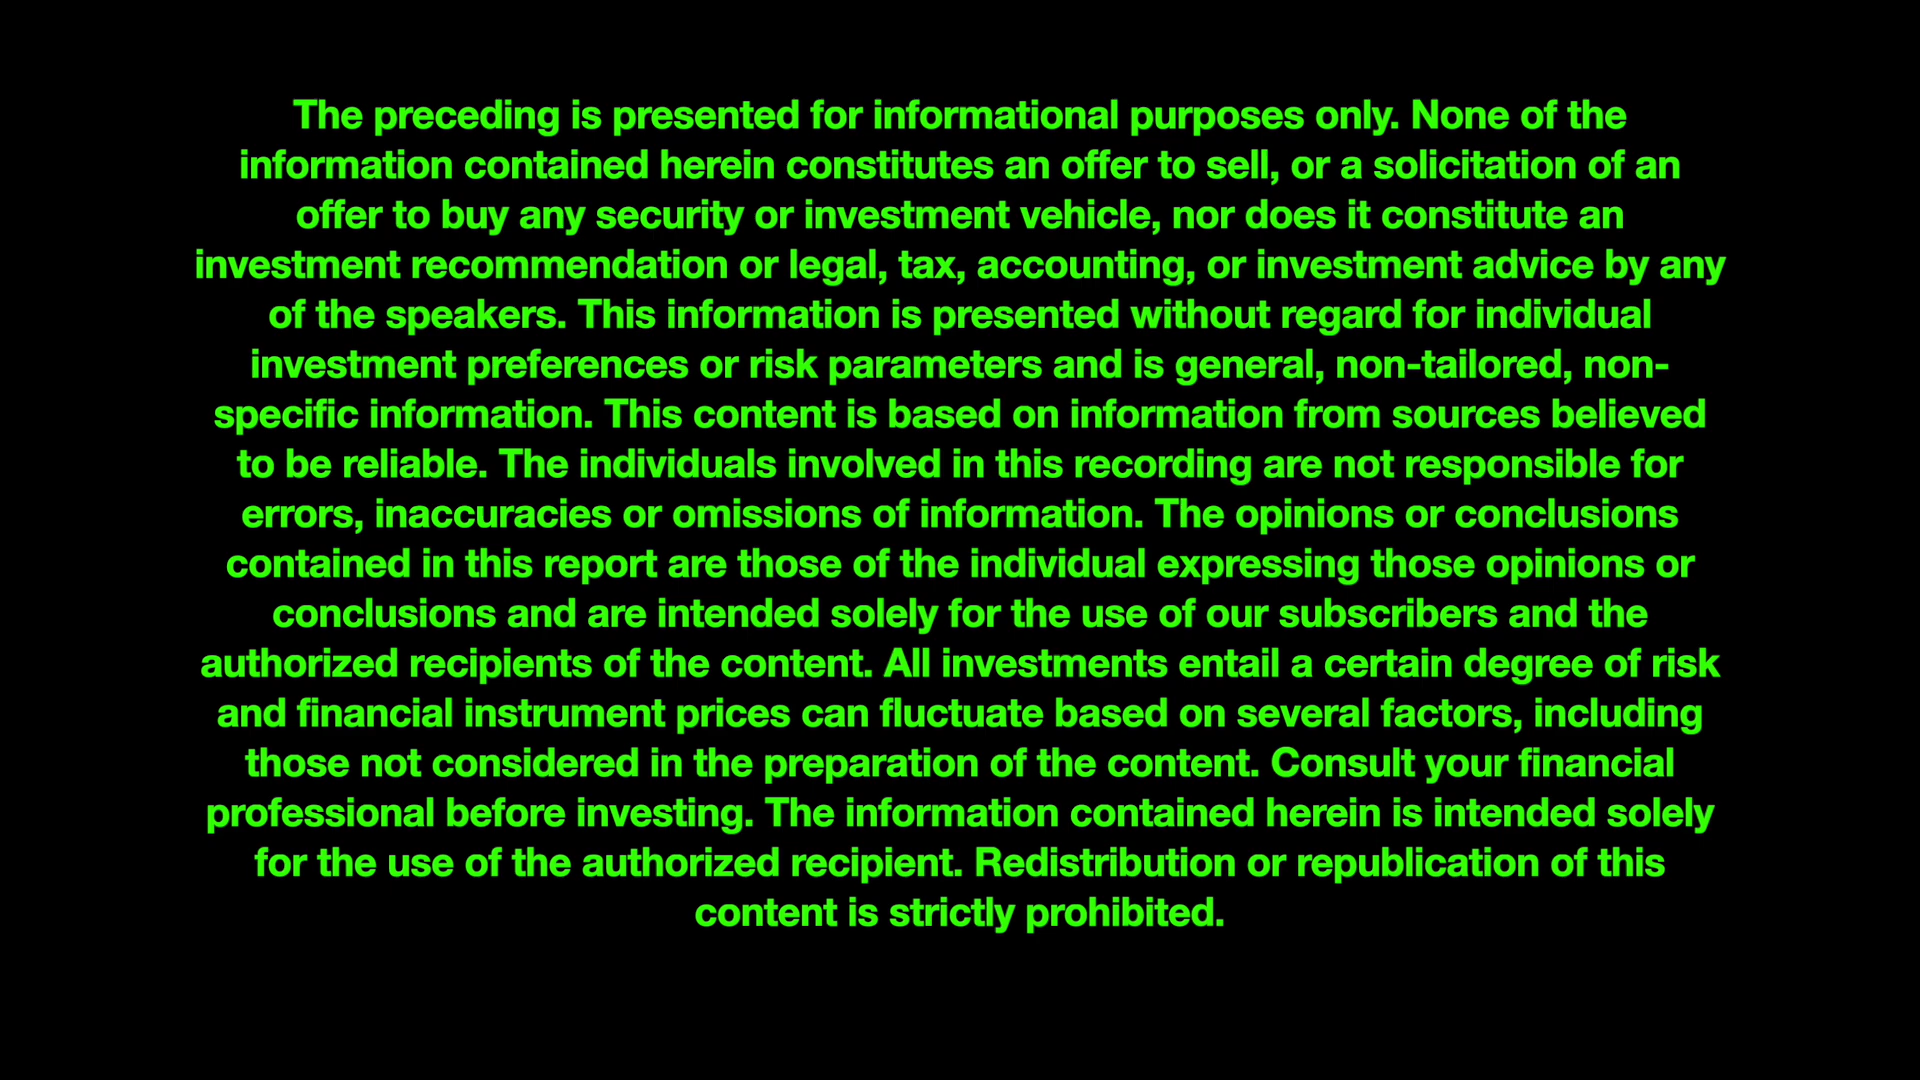 The preceding is presented for informational purposes only. None of the
information contained herein constitutes an offer to sell, or a solicitation of an
offer to buy any security or investment vehicle, nor does it constitute an
investment recommendation or legal, tax, accounting, or investment advice by any
of the speakers. This information is presented without regard for individual
investment preferences or risk parameters and is general, non-tailored, non-
specific information. This content is based on information from sources believed
to be reliable. The individuals involved in this recording are not responsible for
errors, inaccuracies or omissions of information. The opinions or conclusions
contained in this report are those of the individual expressing those opinions or
conclusions and are intended solely for the use of our subscribers and the
authorized recipients of the content. All investments entail a certain degree of risk
and financial instrument prices can fluctuate based on several factors, including
those not considered in the preparation of the content. Consult your financial
professional before investing. The information contained herein is intended solely
for the use of the authorized recipient. Redistribution or republication of this
content is strictly prohibited.